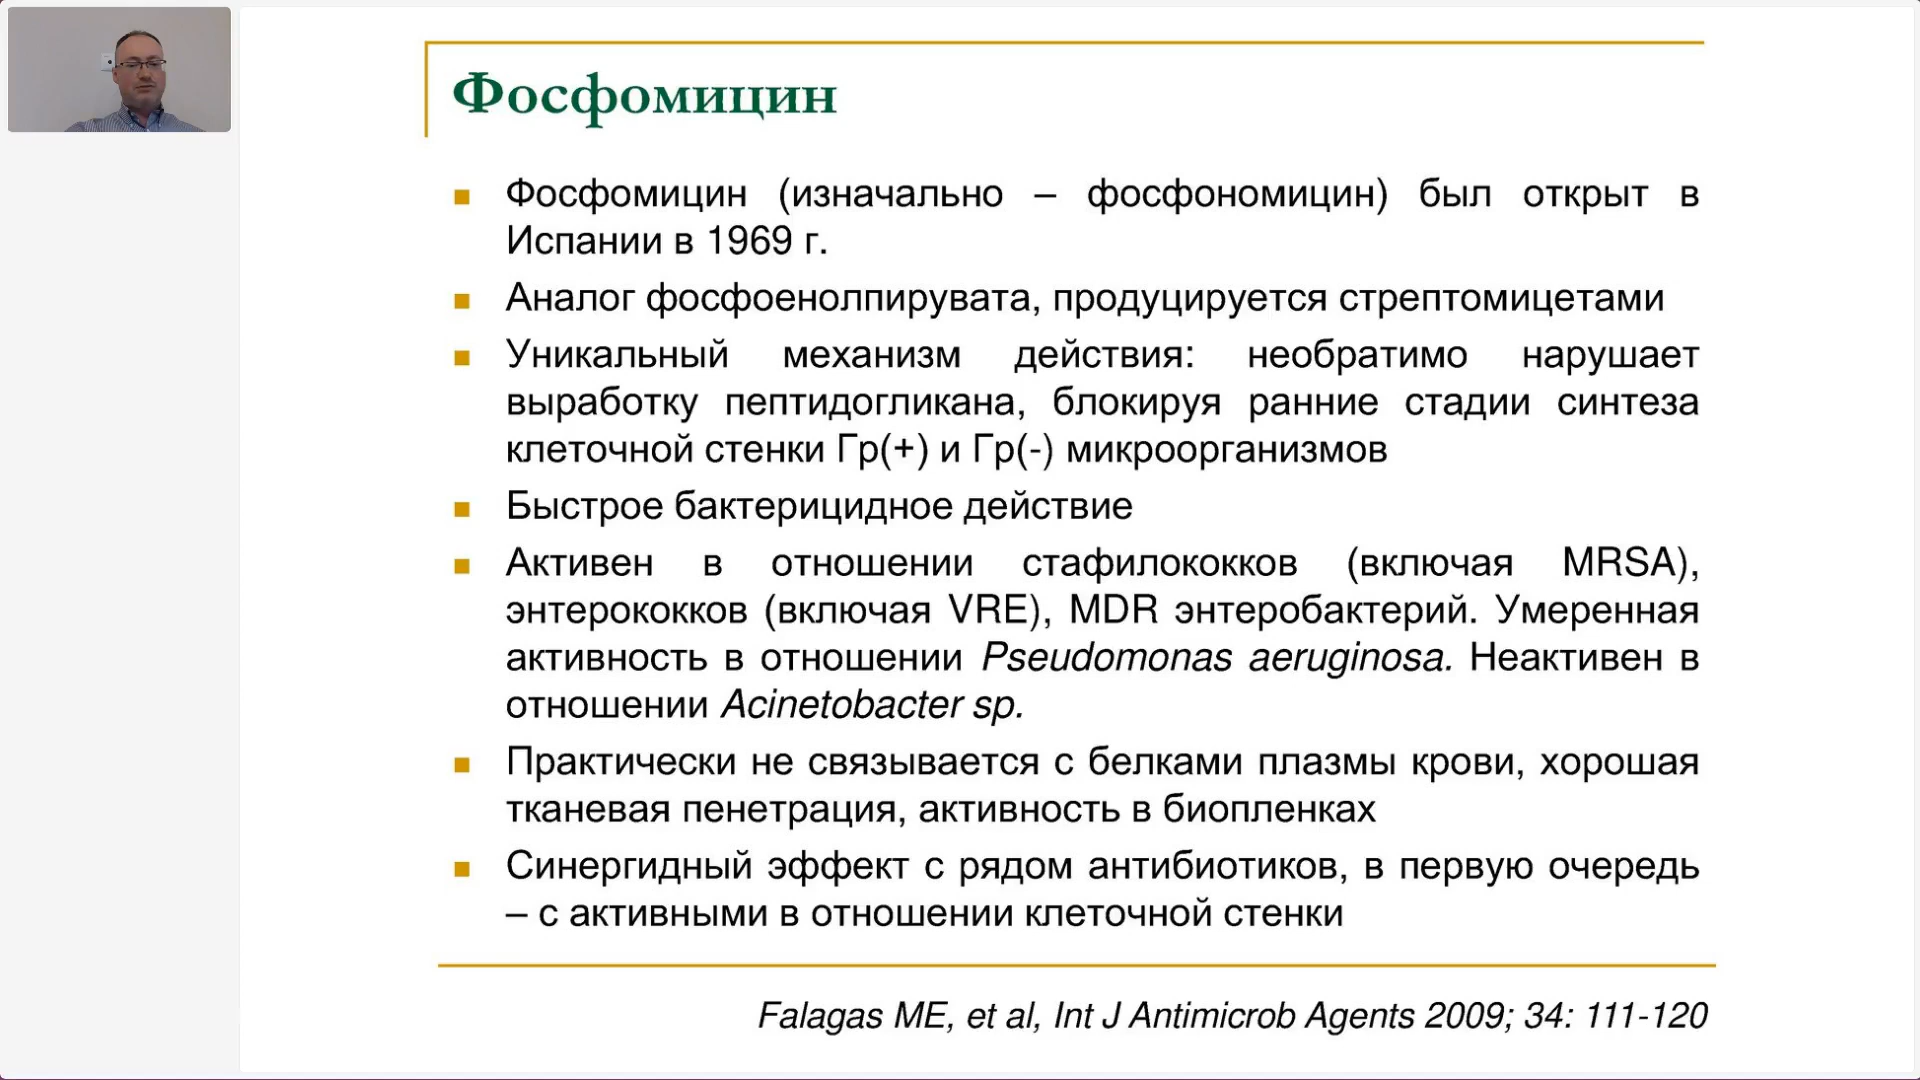 Фосфомицин
Фосфомицин (изначально – фосфономицин) был открыт в
Испании в 1969 г.
Аналог фосфоенолпирувата, продуцируется стрептомицетами
Уникальный механизм действия: необратимо нарушает
выработку пептидогликана, блокируя ранние стадии синтеза
клеточной стенки Гр(+) и Гр(-) микроорганизмов
Быстрое бактерицидное действие
Активен в отношении стафилококков (включая MRSA),
энтерококков (включая VRE), MDR энтеробактерий. Умеренная
активность в отношении Pseudomonas aeruginosa. Неактивен в
отношении Acinetobacter sp.
Практически не связывается с белками плазмы крови, хорошая
тканевая пенетрация, активность в биопленках
Синергидный эффект с рядом антибиотиков, в первую очередь
– с активными в отношении клеточной стенки
Falagas ME, et al, Int J Antimicrob Agents 2009; 34: 111-120